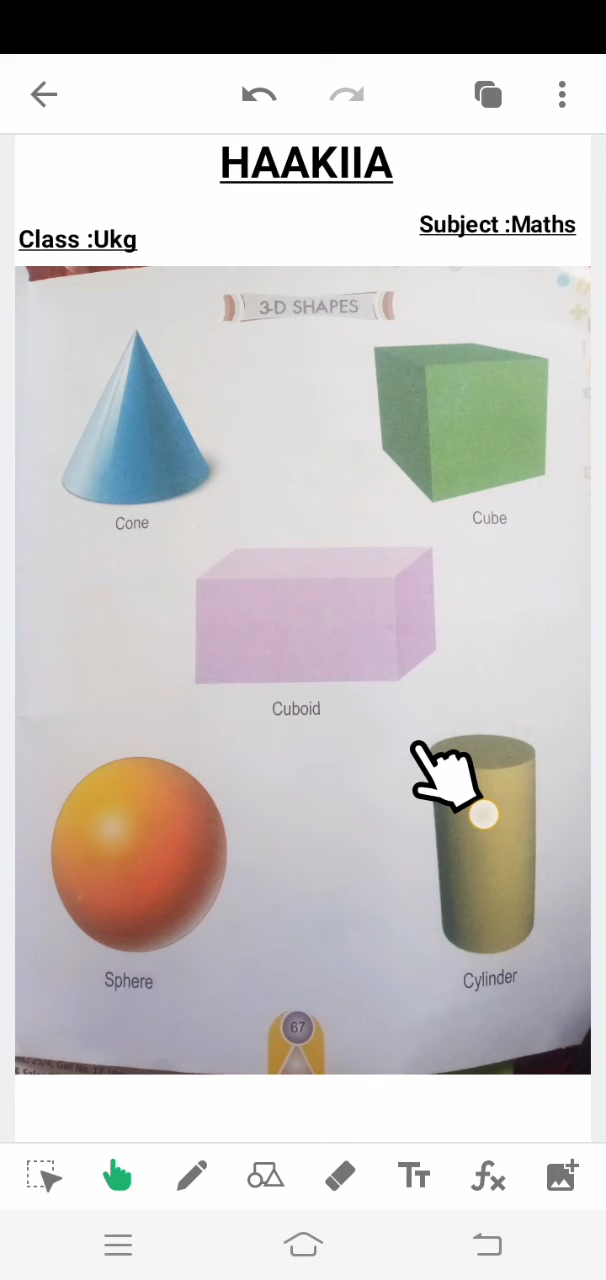 HAAKIIA
Class :Ukg
Subject :Maths
3-D SHAPES
Cone
Cube
Cuboid
Sphere
Cylinder
67